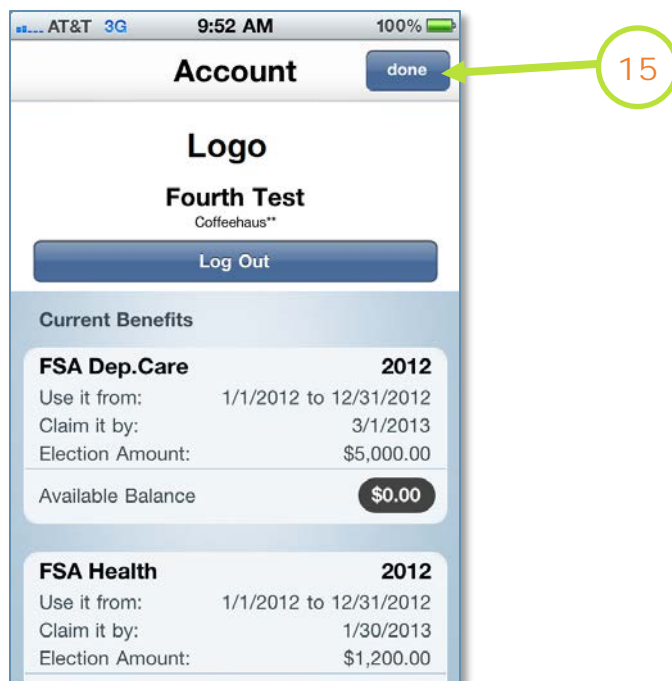 AT&T 3G 9:52 AM 100%
Account done
15
Logo
Fourth Test
Coffeehaus**
Log Out
Current Benefits
FSA Dep.Care 2012
Use it from: 1/1/2012 to 12/31/2012
Claim it by: 3/1/2013
Election Amount: $5,000.00
Available Balance $0.00
FSA Health 2012
Use it from: 1/1/2012 to 12/31/2012
Claim it by: 1/30/2013
Election Amount: $1,200.00